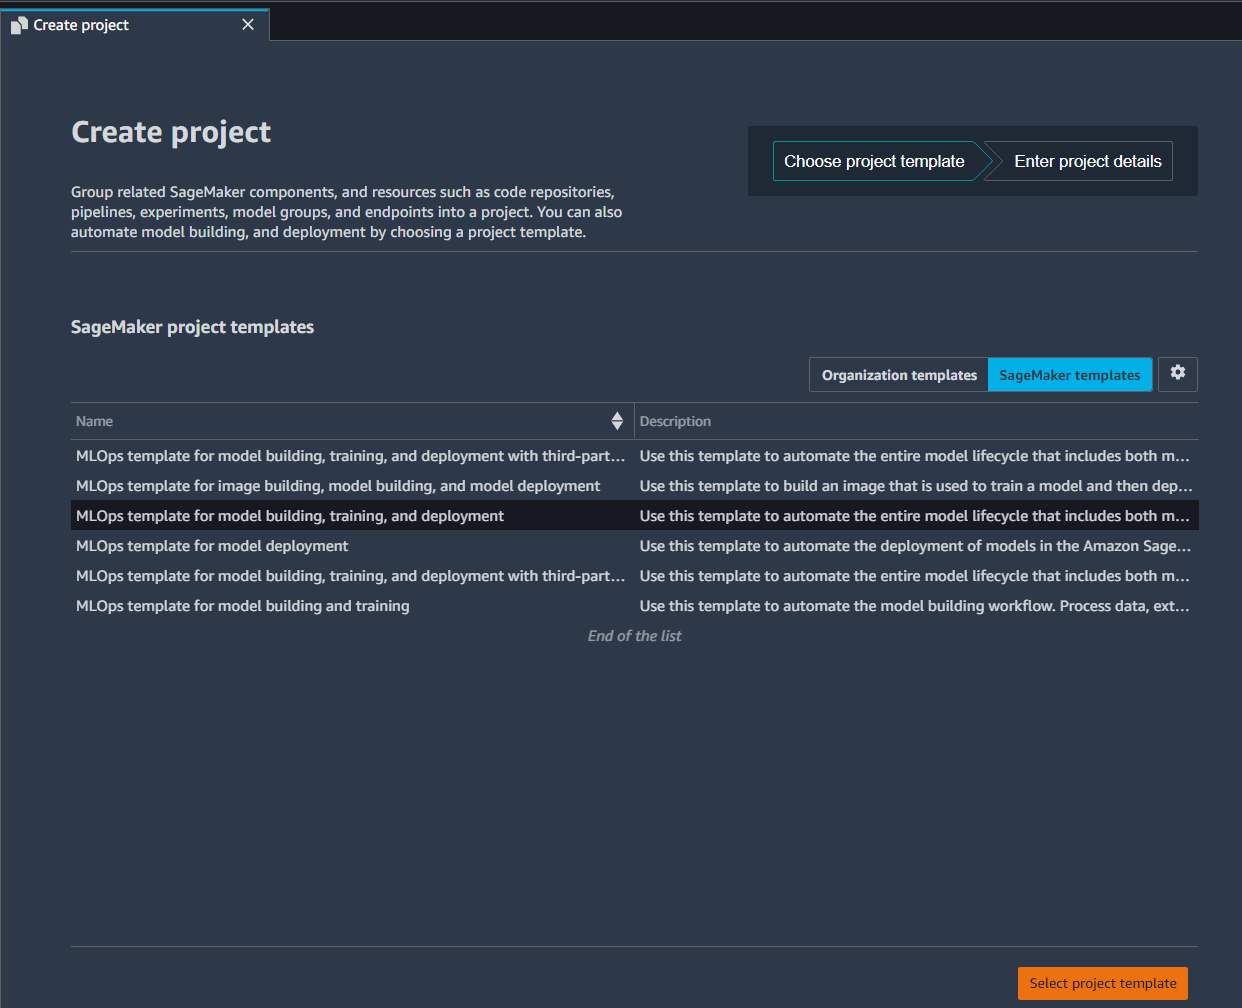 Create project
Create project
Choose project template
Enter project details
Group related SageMaker components, and resources such as code repositories,
pipelines, experiments, model groups, and endpoints into a project. You can also
automate model building, and deployment by choosing a project template.
SageMaker project templates
Organization templates
SageMaker templates
Name
Description
MLOps template for model building, training, and deployment with third-part...
Use this template to automate the entire model lifecycle that includes both m...
MLOps template for image building, model building, and model deployment
Use this template to build an image that is used to train a model and then dep...
MLOps template for model building, training, and deployment
Use this template to automate the entire model lifecycle that includes both m...
MLOps template for model deployment
Use this template to automate the deployment of models in the Amazon Sage...
MLOps template for model building, training, and deployment with third-part...
Use this template to automate the entire model lifecycle that includes both m...
MLOps template for model building and training
Use this template to automate the model building workflow. Process data, ext...
End of the list
Select project template